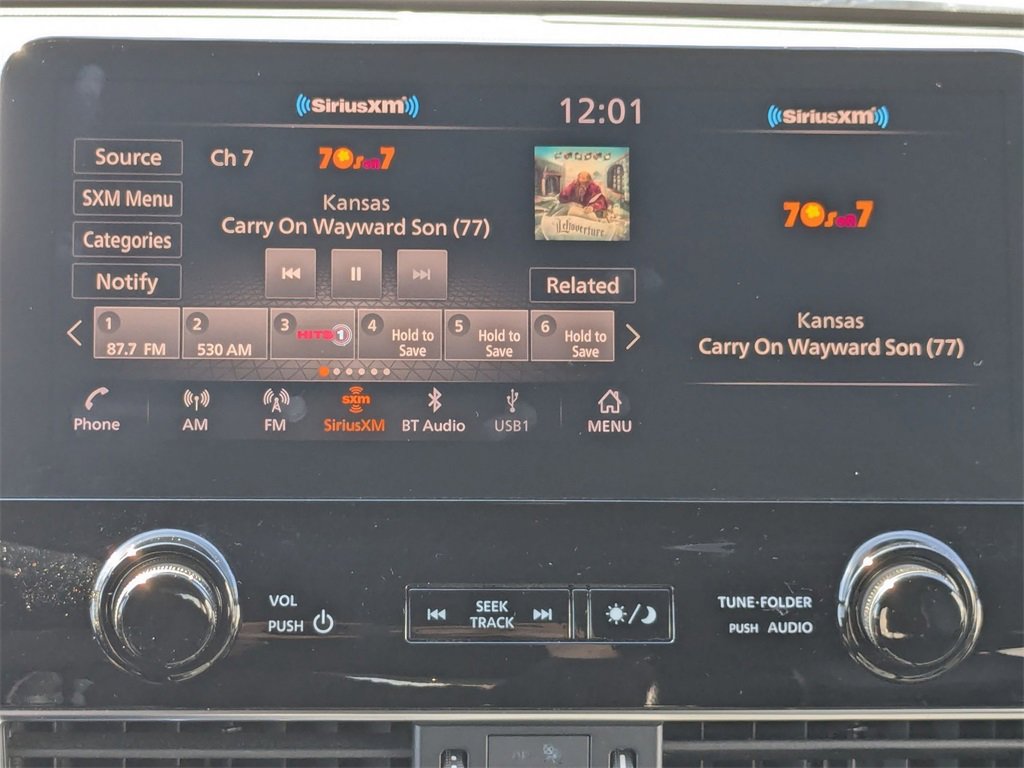 SiriusXM
12:01
SiriusXM
Source
Ch 7
70s on 7
SXM Menu
Kansas
Carry On Wayward Son (77)
Categories
Leftoverture
Notify
Related
70s on 7
Kansas
Carry On Wayward Son (77)
1
87.7 FM
2
530 AM
3
HITS 1
4
Hold to
Save
5
Hold to
Save
6
Hold to
Save
Phone
AM
FM
sxm
SiriusXM
BT Audio
USB1
MENU
VOL
PUSH
SEEK
TRACK
TUNE·FOLDER
PUSH AUDIO